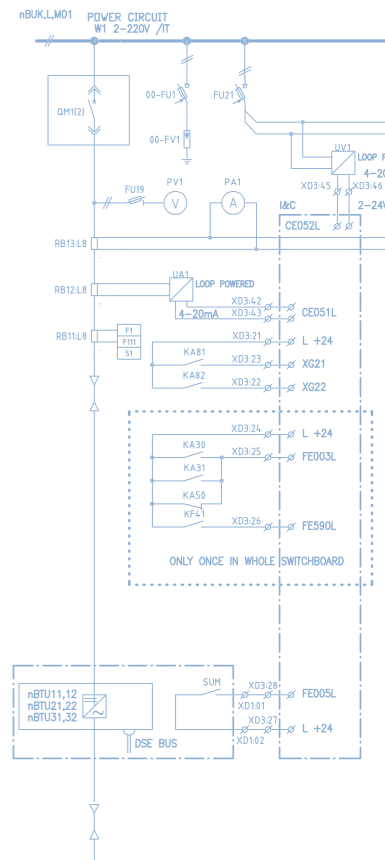 nBUK,L,M01
POWER CIRCUIT
W1 2-220V /IT
QM1(2)
00-FU1
FU21
00-FV1
UV1
LOOP P
4-20
XD3:45
XD3:46
FU19
PV1
PA1
V
A
I&C
2-24V
CE052L
RB13:L8
UA1
LOOP POWERED
RB12:L8
4-20mA
XD3:42
XD3:43
CE051L
RB11:L8
F1
F111
S1
XD3:21
L +24
KA81
XD3:23
XG21
KA82
XD3:22
XG22
XD3:24
L +24
KA30
XD3:25
FE003L
KA31
KA50
KF41
XD3:26
FE590L
ONLY ONCE IN WHOLE SWITCHBOARD
SUM
XD3:28
FE005L
XD1:01
nBTU11,12
nBTU21,22
nBTU31,32
XD3:27
L +24
XD1:02
DSE BUS